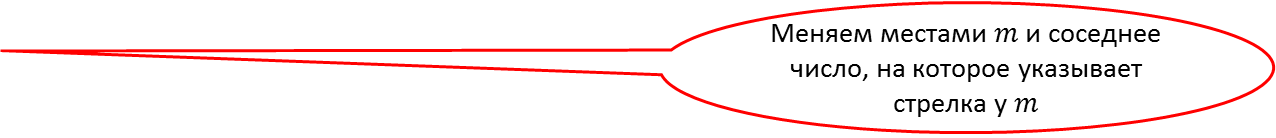 Меняем местами m и соседнее
число, на которое указывает
стрелка у m